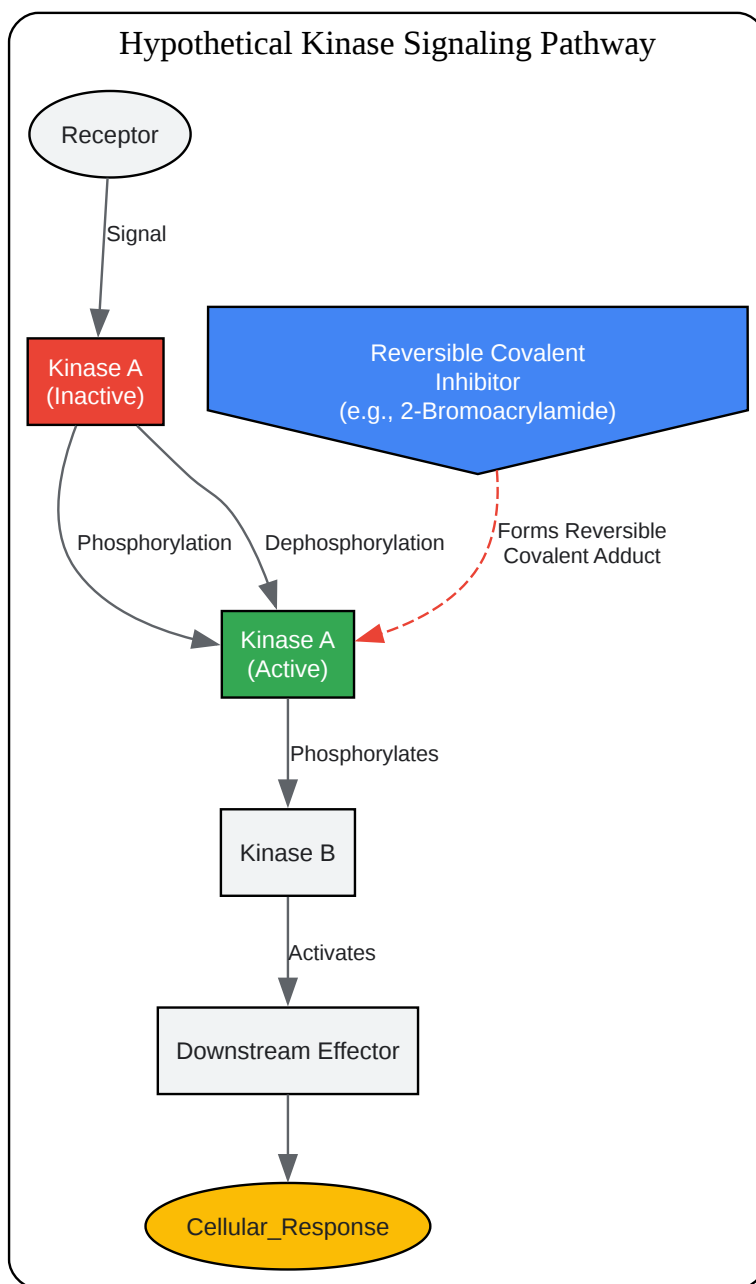 Hypothetical Kinase Signaling Pathway
Receptor
Signal
Kinase A
(Inactive)
Reversible Covalent
Inhibitor
(e.g., 2-Bromoacrylamide)
Phosphorylation
Dephosphorylation
Forms Reversible
Covalent Adduct
Kinase A
(Active)
Phosphorylates
Kinase B
Activates
Downstream Effector
Cellular_Response